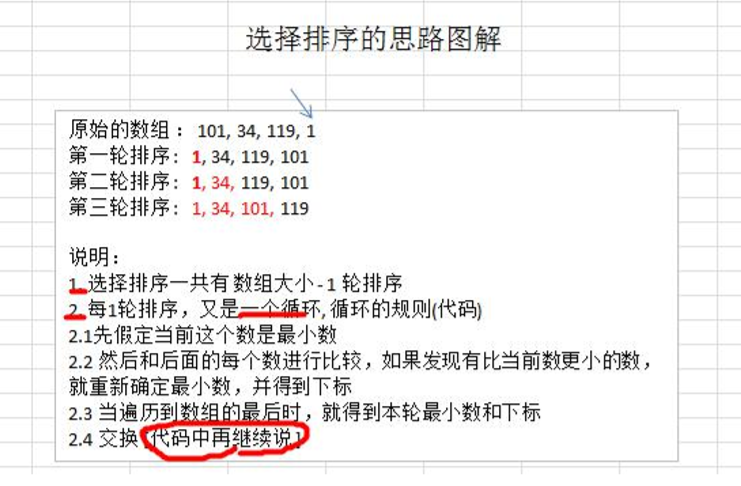 选择排序的思路图解
原始的数组： 101, 34, 119, 1
第一轮排序： 1, 34, 119, 101
第二轮排序： 1, 34, 119, 101
第三轮排序： 1, 34, 101, 119
说明：
1. 选择排序一共有 数组大小 - 1 轮排序
2. 每1轮排序，又是一个循环, 循环的规则(代码)
2.1先假定当前这个数是最小数
2.2 然后和后面的每个数进行比较，如果发现有比当前数更小的数，
就重新确定最小数，并得到下标
2.3 当遍历到数组的最后时，就得到本轮最小数和下标
2.4 交换 [代码中再继续说]